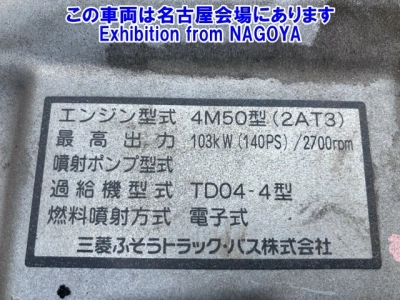 この車両は名古屋会場にあります
Exhibition from NAGOYA
エンジン型式 4M50型(2AT3)
最高出力 103kW(140PS)/2700rpm
噴射ポンプ型式
過給機型式 TD04-4型
燃料噴射方式 電子式
三菱ふそうトラック・バス株式会社